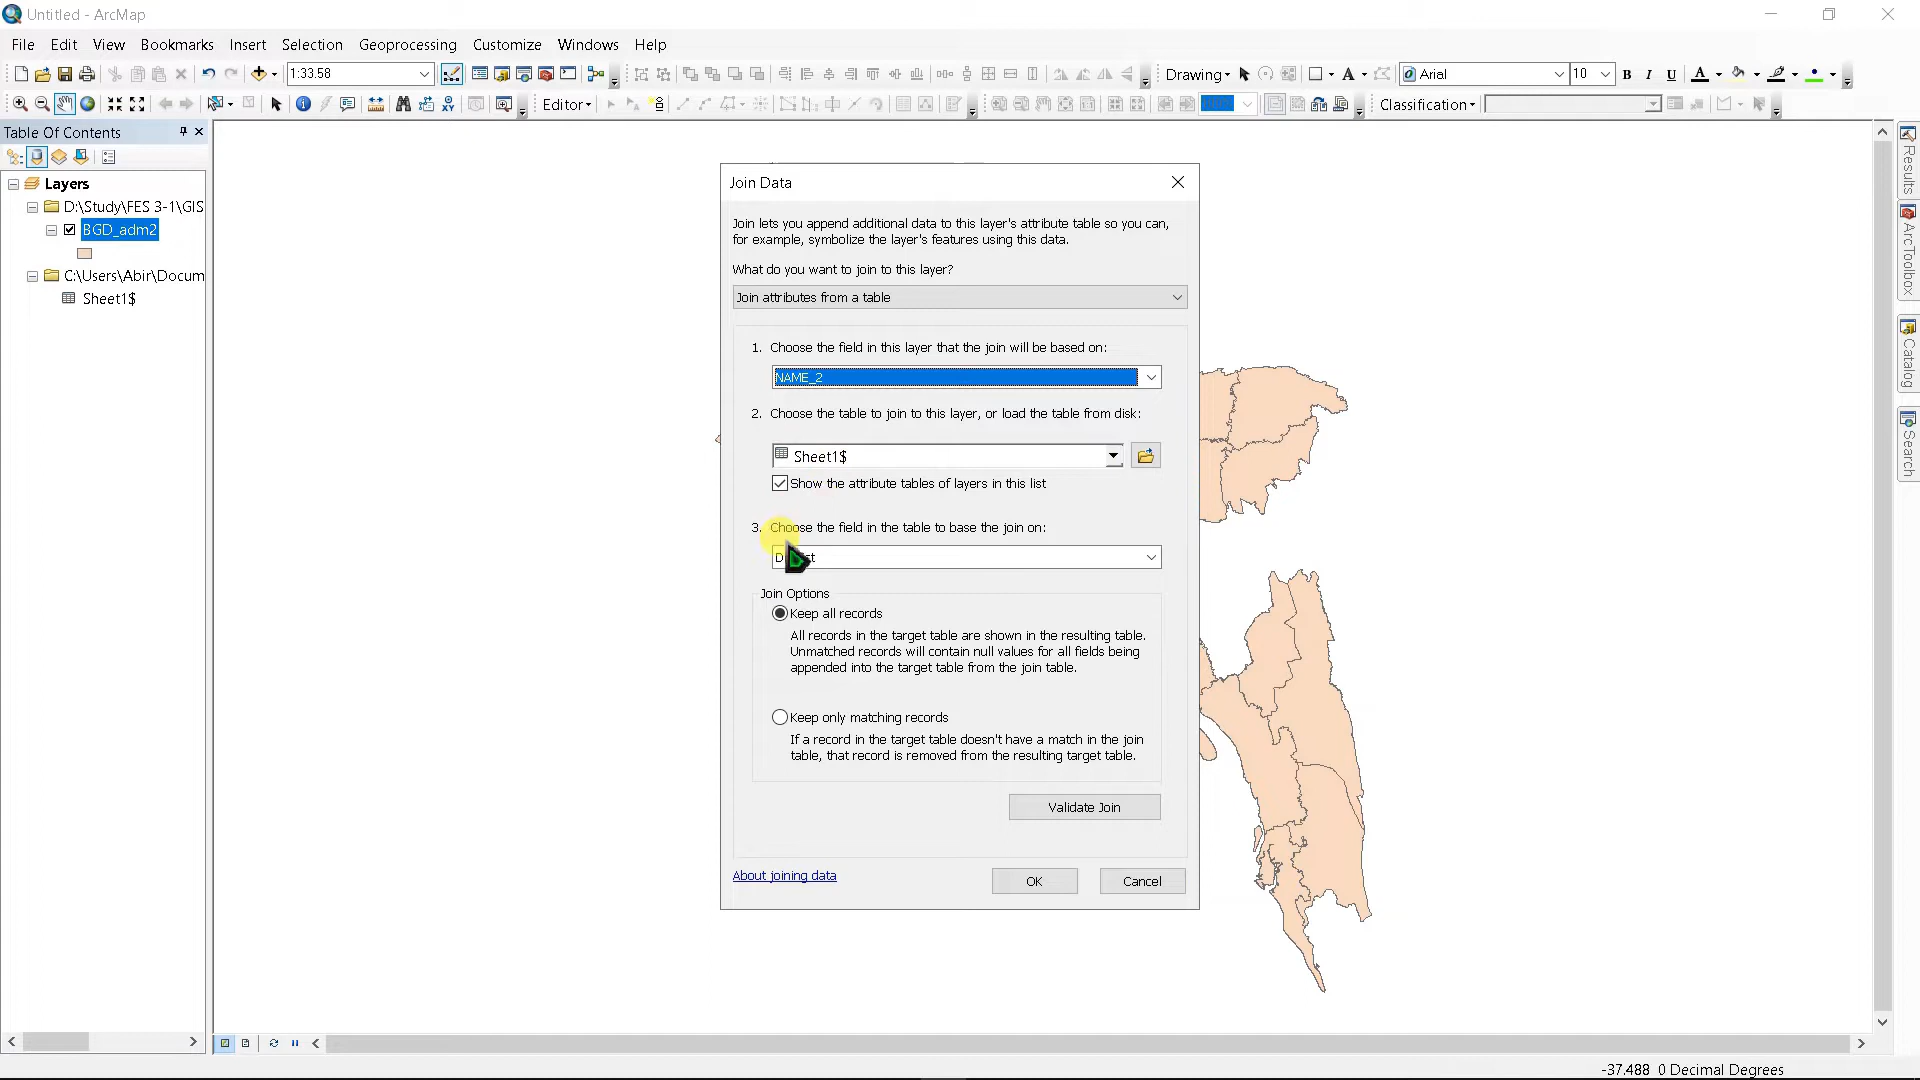 Untitled - ArcMap
File Edit View Bookmarks Insert Selection Geoprocessing Customize Windows Help
1:33.58
Drawing
Arial
10
B I U A
Editor
Classification
Table Of Contents
Layers
D:\Study\FES 3-1\GIS
BGD_adm2
C:\Users\Abir\Docum
Sheet1$
Join Data
Join lets you append additional data to this layer's attribute table so you can,
for example, symbolize the layer's features using this data.
What do you want to join to this layer?
Join attributes from a table
1. Choose the field in this layer that the join will be based on:
NAME_2
2. Choose the table to join to this layer, or load the table from disk:
Sheet1$
Show the attribute tables of layers in this list
3. Choose the field in the table to base the join on:
Join Options
Keep all records
All records in the target table are shown in the resulting table.
Unmatched records will contain null values for all fields being
appended into the target table from the join table.
Keep only matching records
If a record in the target table doesn't have a match in the join
table, that record is removed from the resulting target table.
Validate Join
About joining data
OK
Cancel
Results
ArcToolbox
Catalog
Search
-37.488 0 Decimal Degrees